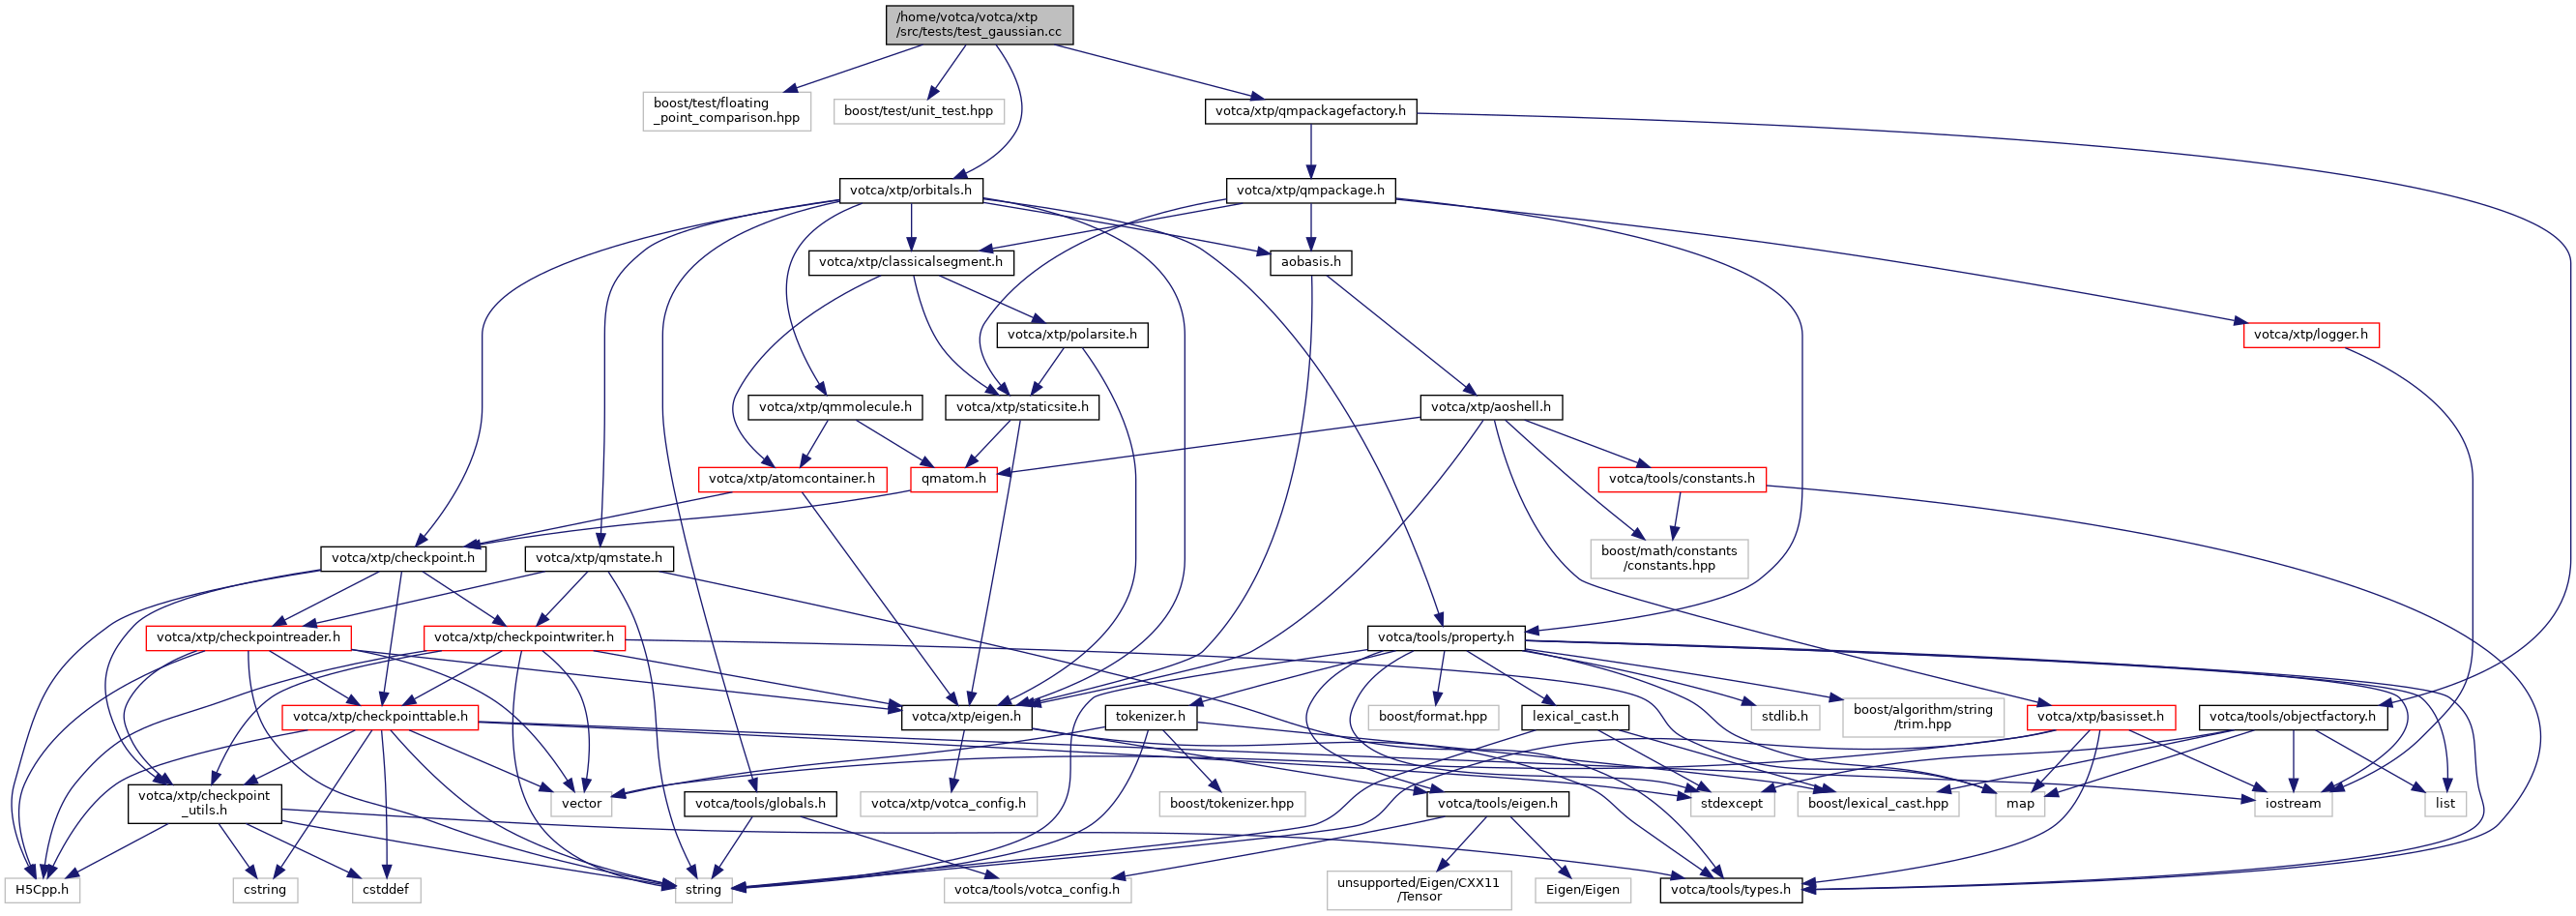 /home/votca/votca/xtp
/src/tests/test_gaussian.cc
boost/test/floating
_point_comparison.hpp
boost/test/unit_test.hpp
votca/xtp/qmpackagefactory.h
votca/xtp/orbitals.h
votca/xtp/qmpackage.h
votca/xtp/classicalsegment.h
aobasis.h
votca/xtp/polarsite.h
votca/xtp/logger.h
votca/xtp/qmmolecule.h
votca/xtp/staticsite.h
votca/xtp/aoshell.h
votca/xtp/atomcontainer.h
qmatom.h
votca/tools/constants.h
votca/xtp/checkpoint.h
votca/xtp/qmstate.h
boost/math/constants
/constants.hpp
votca/xtp/checkpointreader.h
votca/xtp/checkpointwriter.h
votca/tools/property.h
votca/xtp/checkpointtable.h
votca/xtp/eigen.h
tokenizer.h
boost/format.hpp
lexical_cast.h
stdlib.h
boost/algorithm/string
/trim.hpp
votca/xtp/basisset.h
votca/tools/objectfactory.h
votca/xtp/checkpoint
_utils.h
vector
votca/tools/globals.h
votca/xtp/votca_config.h
boost/tokenizer.hpp
votca/tools/eigen.h
stdexcept
boost/lexical_cast.hpp
map
iostream
list
H5Cpp.h
cstring
cstddef
string
votca/tools/votca_config.h
unsupported/Eigen/CXX11
/Tensor
Eigen/Eigen
votca/tools/types.h